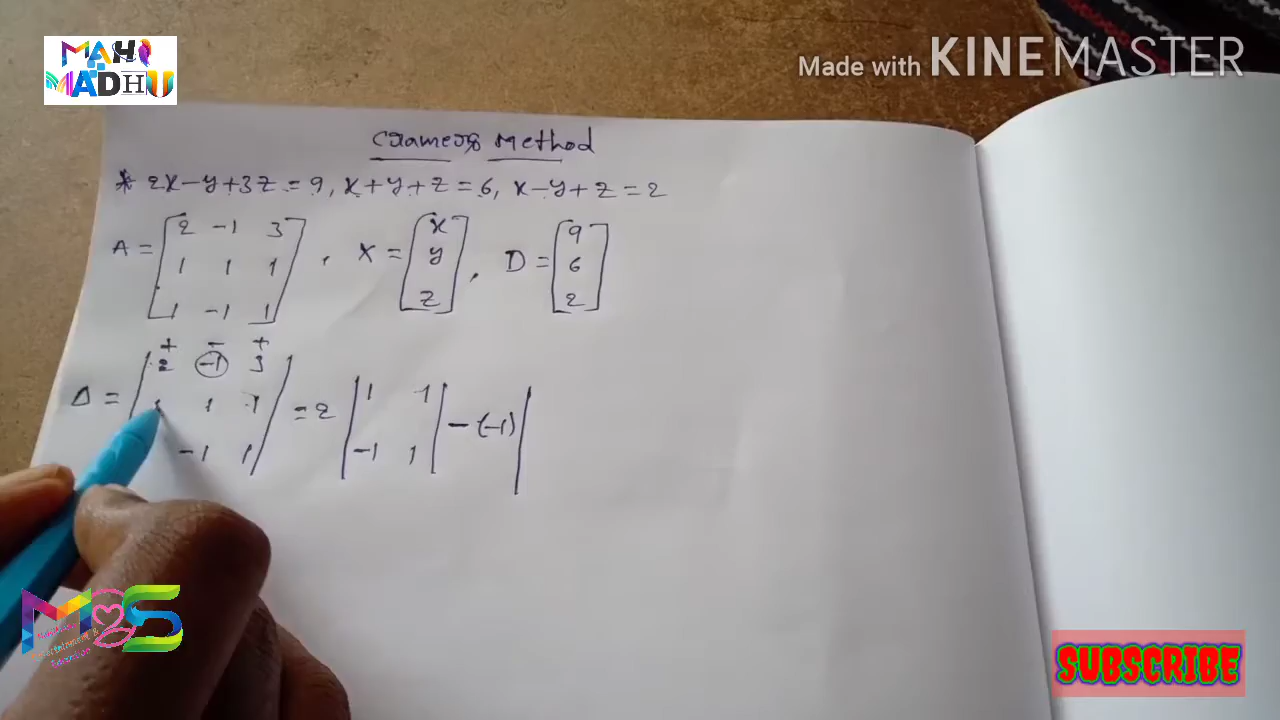 MAHI
MADHU
Made with KINEMASTER
Cramers Method
* 2x-y+3z=9, x+y+z=6, x-y+z=2
A = [2 -1 3
1 1 1
1 -1 1], X = [x
y
z], D = [9
6
2]
+ - +
Δ = |2 -1 3
1 1 1
-1 1| = 2 |1 1
-1 1| - (-1) |
MS
SUBSCRIBE